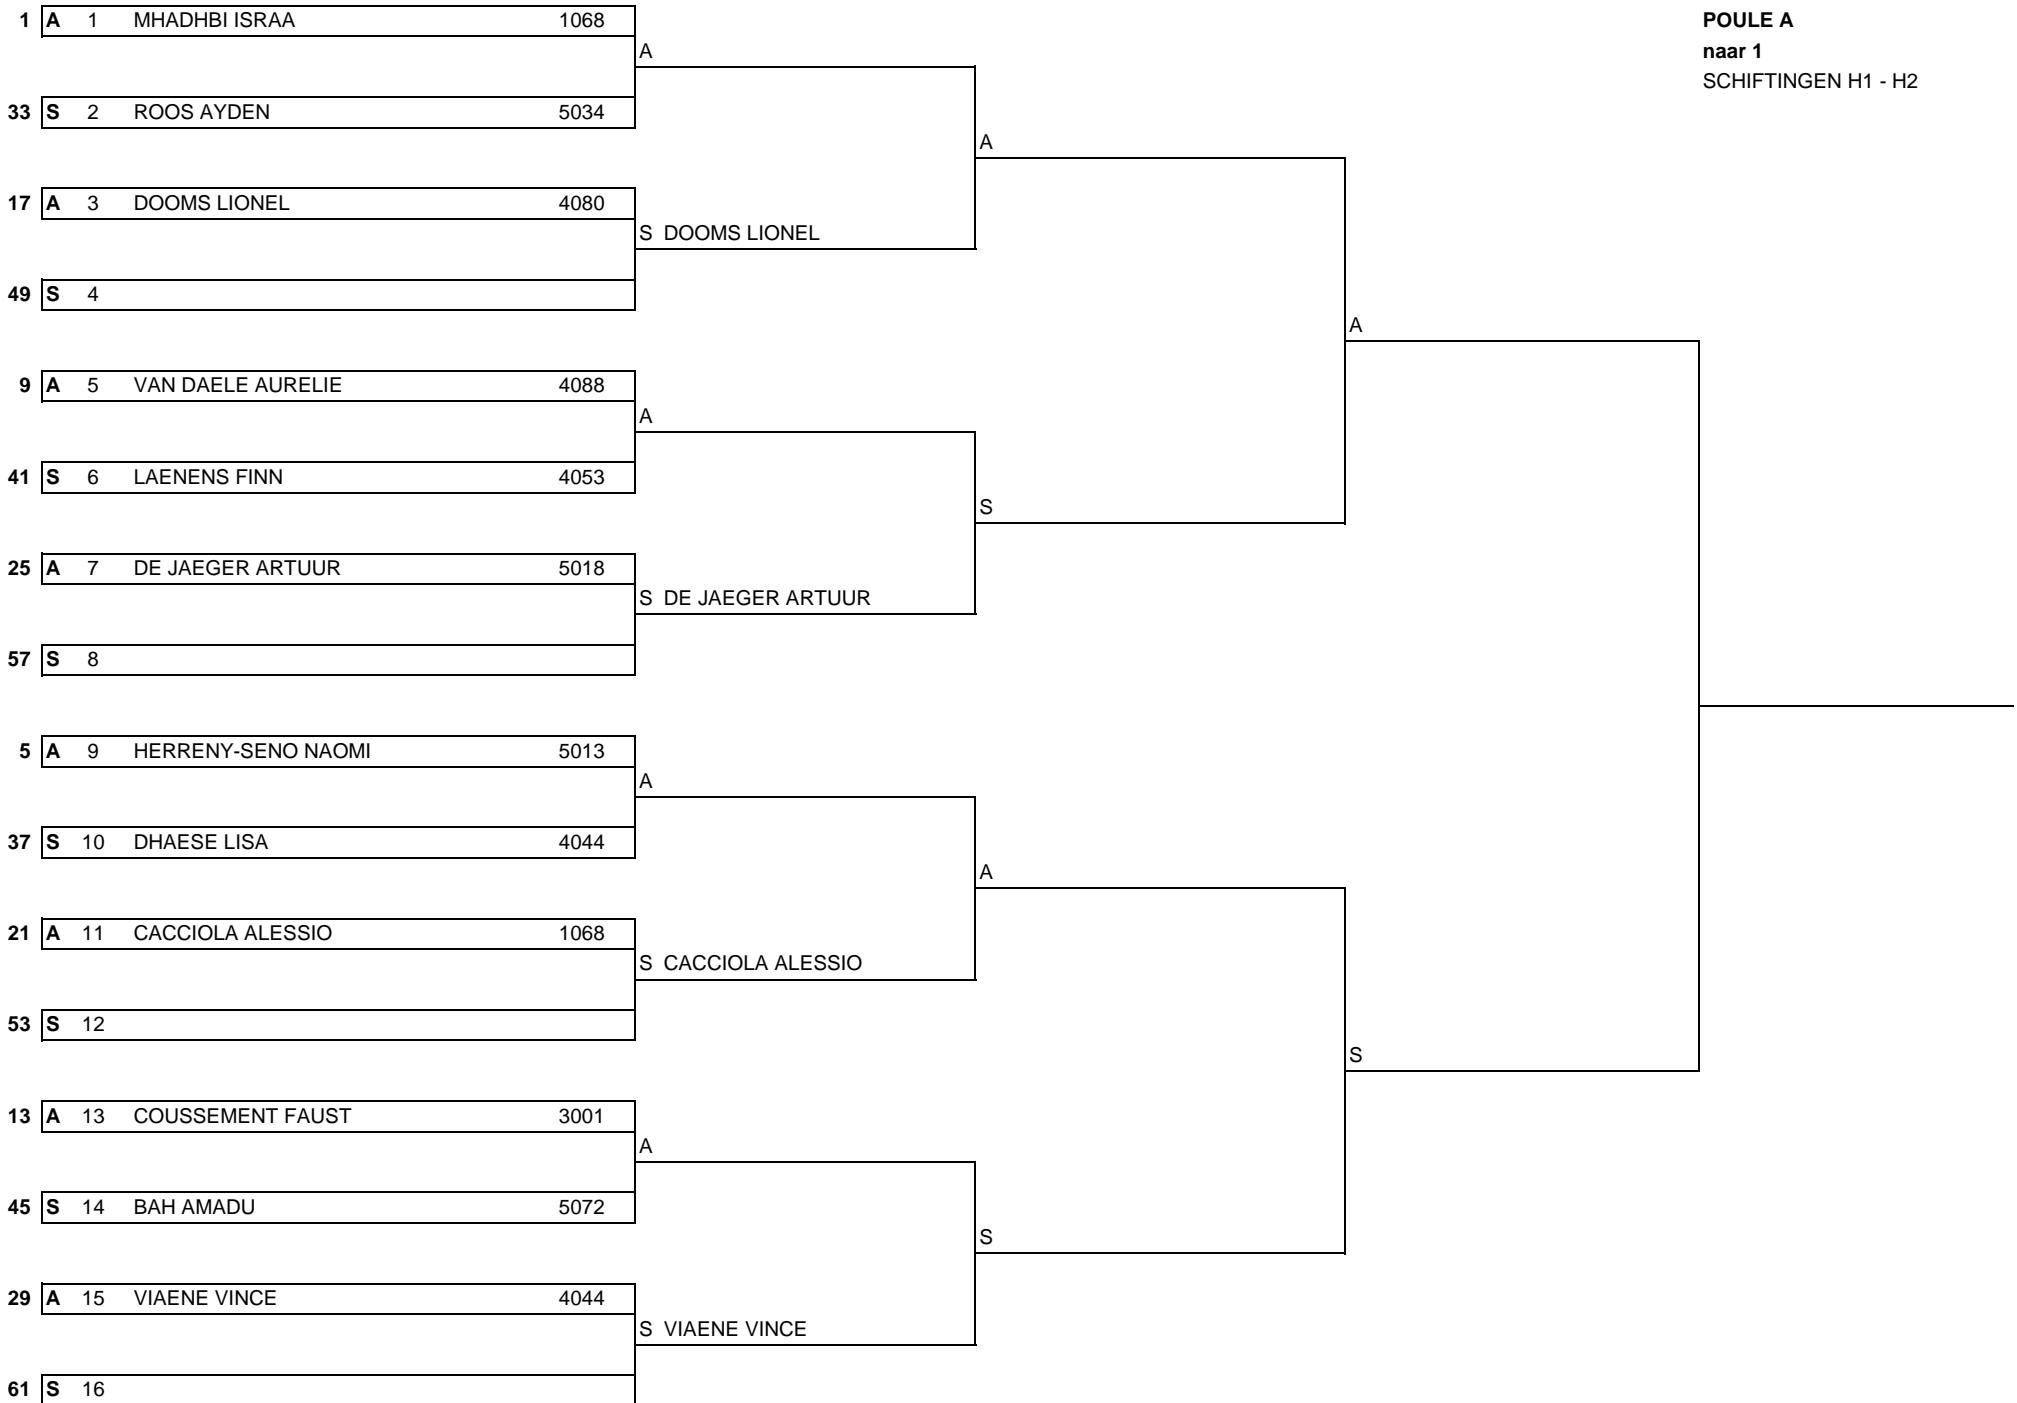 1 A 1 MHADHBI ISRAA 1068
POULE A
A
naar 1
SCHIFTINGEN H1 - H2
33 S 2 ROOS AYDEN 5034
A
17 A 3 DOOMS LIONEL 4080
S DOOMS LIONEL
49 S 4
A
9 A 5 VAN DAELE AURELIE 4088
A
41 S 6 LAENENS FINN 4053
S
25 A 7 DE JAEGER ARTUUR 5018
S DE JAEGER ARTUUR
57 S 8
5 A 9 HERRENY-SENO NAOMI 5013
A
37 S 10 DHAESE LISA 4044
A
21 A 11 CACCIOLA ALESSIO 1068
S CACCIOLA ALESSIO
53 S 12
S
13 A 13 COUSSEMENT FAUST 3001
A
45 S 14 BAH AMADU 5072
S
29 A 15 VIAENE VINCE 4044
S VIAENE VINCE
61 S 16